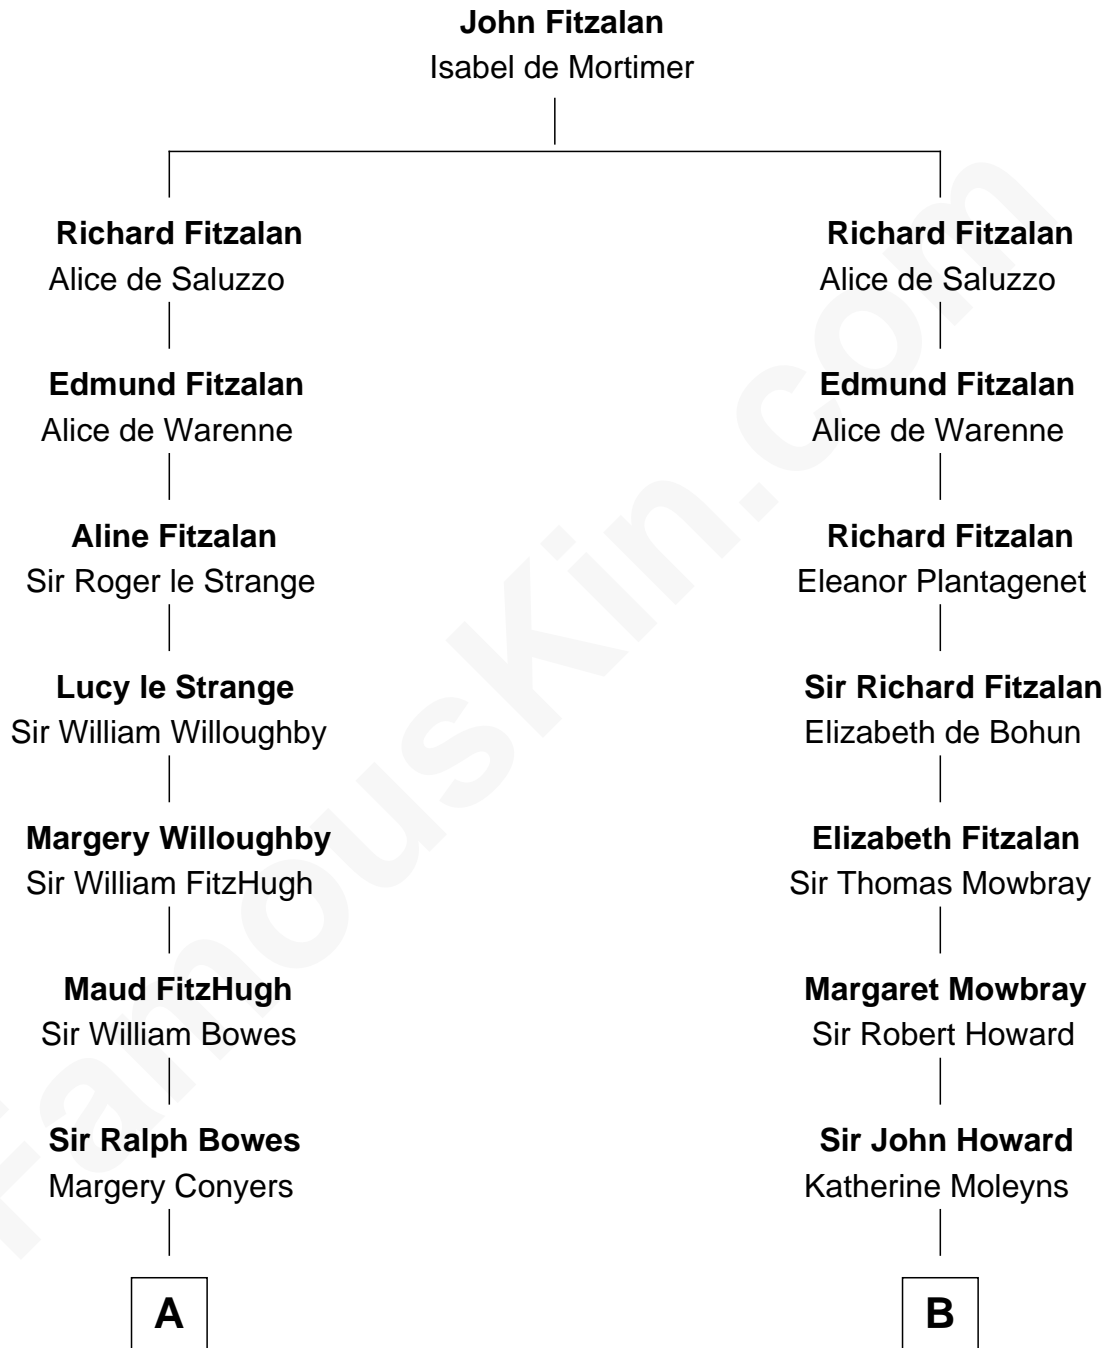 John Fitzalan
Isabel de Mortimer
Richard Fitzalan
Alice de Saluzzo
Richard Fitzalan
Alice de Saluzzo
Edmund Fitzalan
Alice de Warenne
Edmund Fitzalan
Alice de Warenne
Aline Fitzalan
Sir Roger le Strange
Richard Fitzalan
Eleanor Plantagenet
Lucy le Strange
Sir William Willoughby
Sir Richard Fitzalan
Elizabeth de Bohun
Margery Willoughby
Sir William FitzHugh
Elizabeth Fitzalan
Sir Thomas Mowbray
Maud FitzHugh
Sir William Bowes
Margaret Mowbray
Sir Robert Howard
Sir Ralph Bowes
Margery Conyers
Sir John Howard
Katherine Moleyns
A
B
FamousKin.com